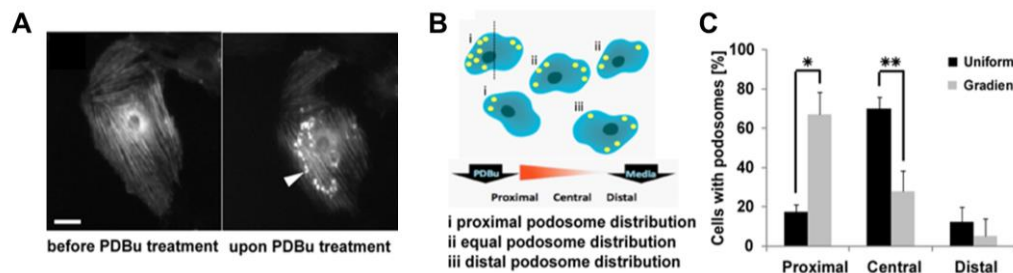 A
before PDBu treatment
upon PDBu treatment
B
i
ii
ii
i
iii
PDBu
Media
Proximal Central Distal
i proximal podosome distribution
ii equal podosome distribution
iii distal podosome distribution
C
Cells with podosomes [%]
100
80
60
40
20
0
*
**
Uniform
Gradien
Proximal Central Distal